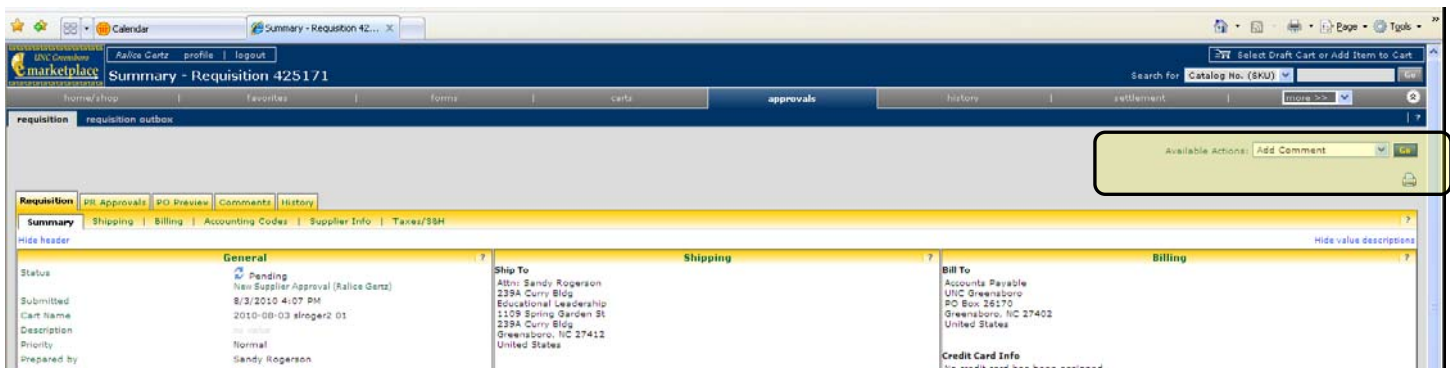 Calendar Summary - Requisition 42... X Page Tools »
UNC Greensboro
emarketplace
Ralice Gertz profile | logout Select Draft Cart or Add Item to Cart
Summary - Requisition 425171 Search for Catalog No. (SKU) Go
home/shop | favorites | forms | carts approvals history | settlement | more >>
requisition requisition outbox | ?
Available Actions: Add Comment Go
Requisition PR Approvals PO Preview Comments History
Summary Shipping | Billing | Accounting Codes | Supplier Info | Taxes/S&H ?
Hide header Hide value descriptions
General ? Shipping ? Billing ?
Status Pending
New Supplier Approval (Ralice Gertz)
Submitted 8/3/2010 4:07 PM
Cart Name 2010-08-03 slroger2 01
Description no value
Priority Normal
Prepared by Sandy Rogerson
Ship To
Attn: Sandy Rogerson
239A Curry Bldg
Educational Leadership
1109 Spring Garden St
239A Curry Bldg
Greensboro, NC 27412
United States
Bill To
Accounts Payable
UNC Greensboro
PO Box 26170
Greensboro, NC 27402
United States
Credit Card Info
No credit card has been assigned